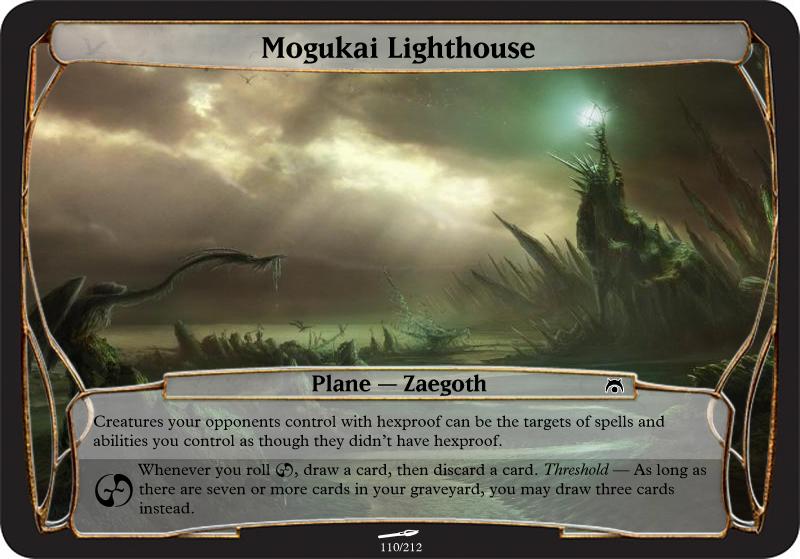 Mogukai Lighthouse
Plane — Zaegoth
Creatures your opponents control with hexproof can be the targets of spells and
abilities you control as though they didn't have hexproof.
Whenever you roll , draw a card, then discard a card. Threshold — As long as
there are seven or more cards in your graveyard, you may draw three cards
instead.
110/212